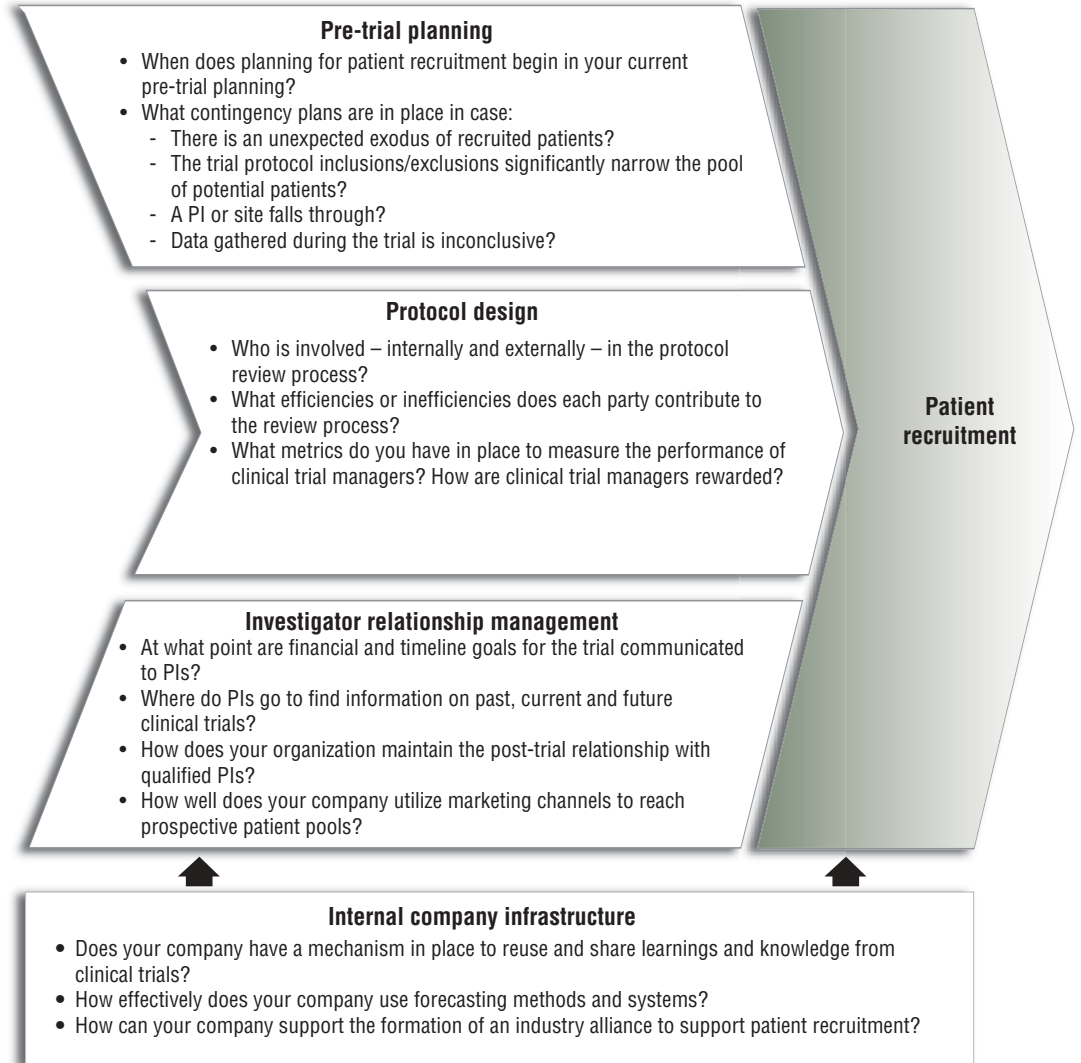 Pre-trial planning
• When does planning for patient recruitment begin in your current
pre-trial planning?
• What contingency plans are in place in case:
- There is an unexpected exodus of recruited patients?
- The trial protocol inclusions/exclusions significantly narrow the pool
of potential patients?
- A PI or site falls through?
- Data gathered during the trial is inconclusive?
Protocol design
• Who is involved – internally and externally – in the protocol
review process?
• What efficiencies or inefficiencies does each party contribute to
the review process?
• What metrics do you have in place to measure the performance of
clinical trial managers? How are clinical trial managers rewarded?
Patient
recruitment
Investigator relationship management
• At what point are financial and timeline goals for the trial communicated
to PIs?
• Where do PIs go to find information on past, current and future
clinical trials?
• How does your organization maintain the post-trial relationship with
qualified PIs?
• How well does your company utilize marketing channels to reach
prospective patient pools?
Internal company infrastructure
• Does your company have a mechanism in place to reuse and share learnings and knowledge from
clinical trials?
• How effectively does your company use forecasting methods and systems?
• How can your company support the formation of an industry alliance to support patient recruitment?